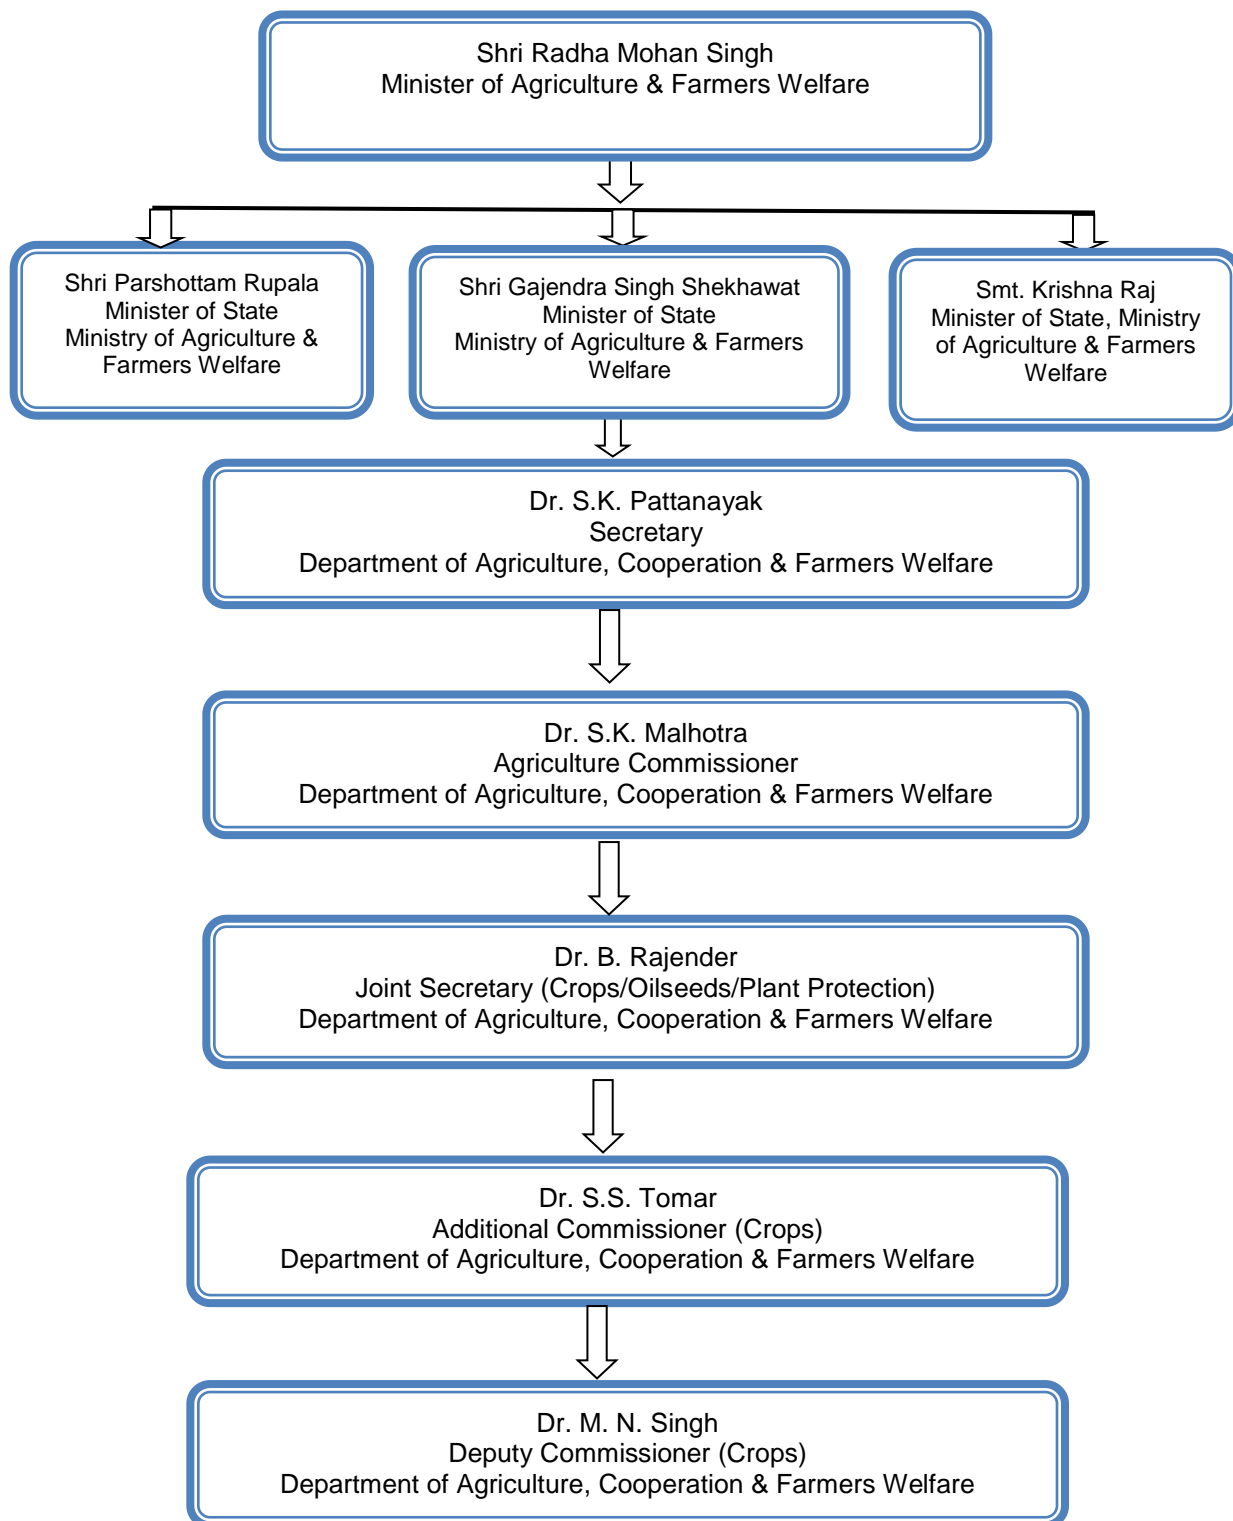 Shri Radha Mohan Singh
Minister of Agriculture & Farmers Welfare
Shri Parshottam Rupala
Minister of State
Ministry of Agriculture &
Farmers Welfare
Shri Gajendra Singh Shekhawat
Minister of State
Ministry of Agriculture & Farmers
Welfare
Smt. Krishna Raj
Minister of State, Ministry
of Agriculture & Farmers
Welfare
Dr. S.K. Pattanayak
Secretary
Department of Agriculture, Cooperation & Farmers Welfare
Dr. S.K. Malhotra
Agriculture Commissioner
Department of Agriculture, Cooperation & Farmers Welfare
Dr. B. Rajender
Joint Secretary (Crops/Oilseeds/Plant Protection)
Department of Agriculture, Cooperation & Farmers Welfare
Dr. S.S. Tomar
Additional Commissioner (Crops)
Department of Agriculture, Cooperation & Farmers Welfare
Dr. M. N. Singh
Deputy Commissioner (Crops)
Department of Agriculture, Cooperation & Farmers Welfare